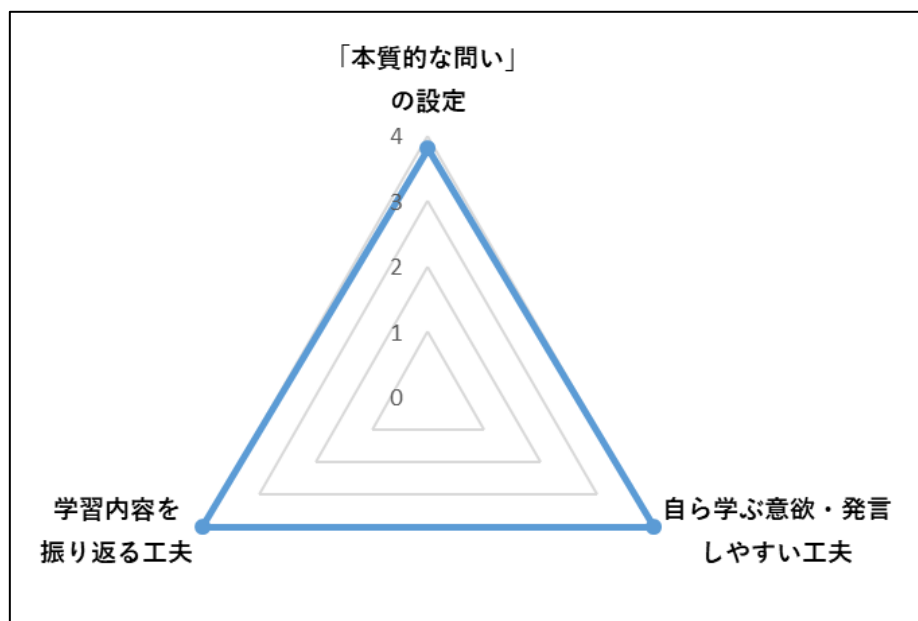 「本質的な問い」
の設定
4
3
2
1
0
学習内容を
振り返る工夫
自ら学ぶ意欲・発言
しやすい工夫